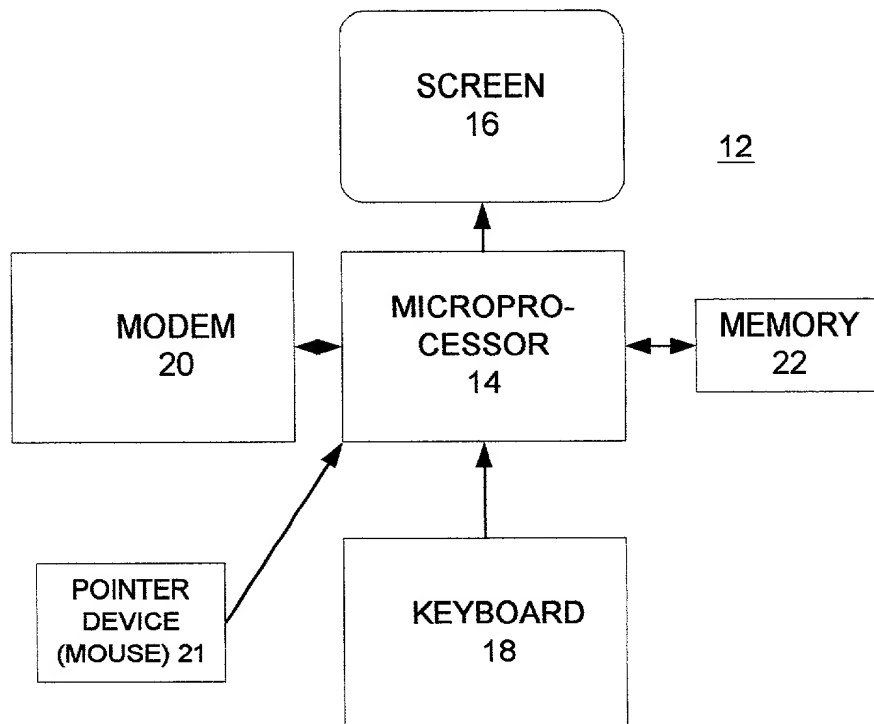 SCREEN
16
12
MODEM
20
MICROPRO-
CESSOR
14
MEMORY
22
POINTER
DEVICE
(MOUSE) 21
KEYBOARD
18